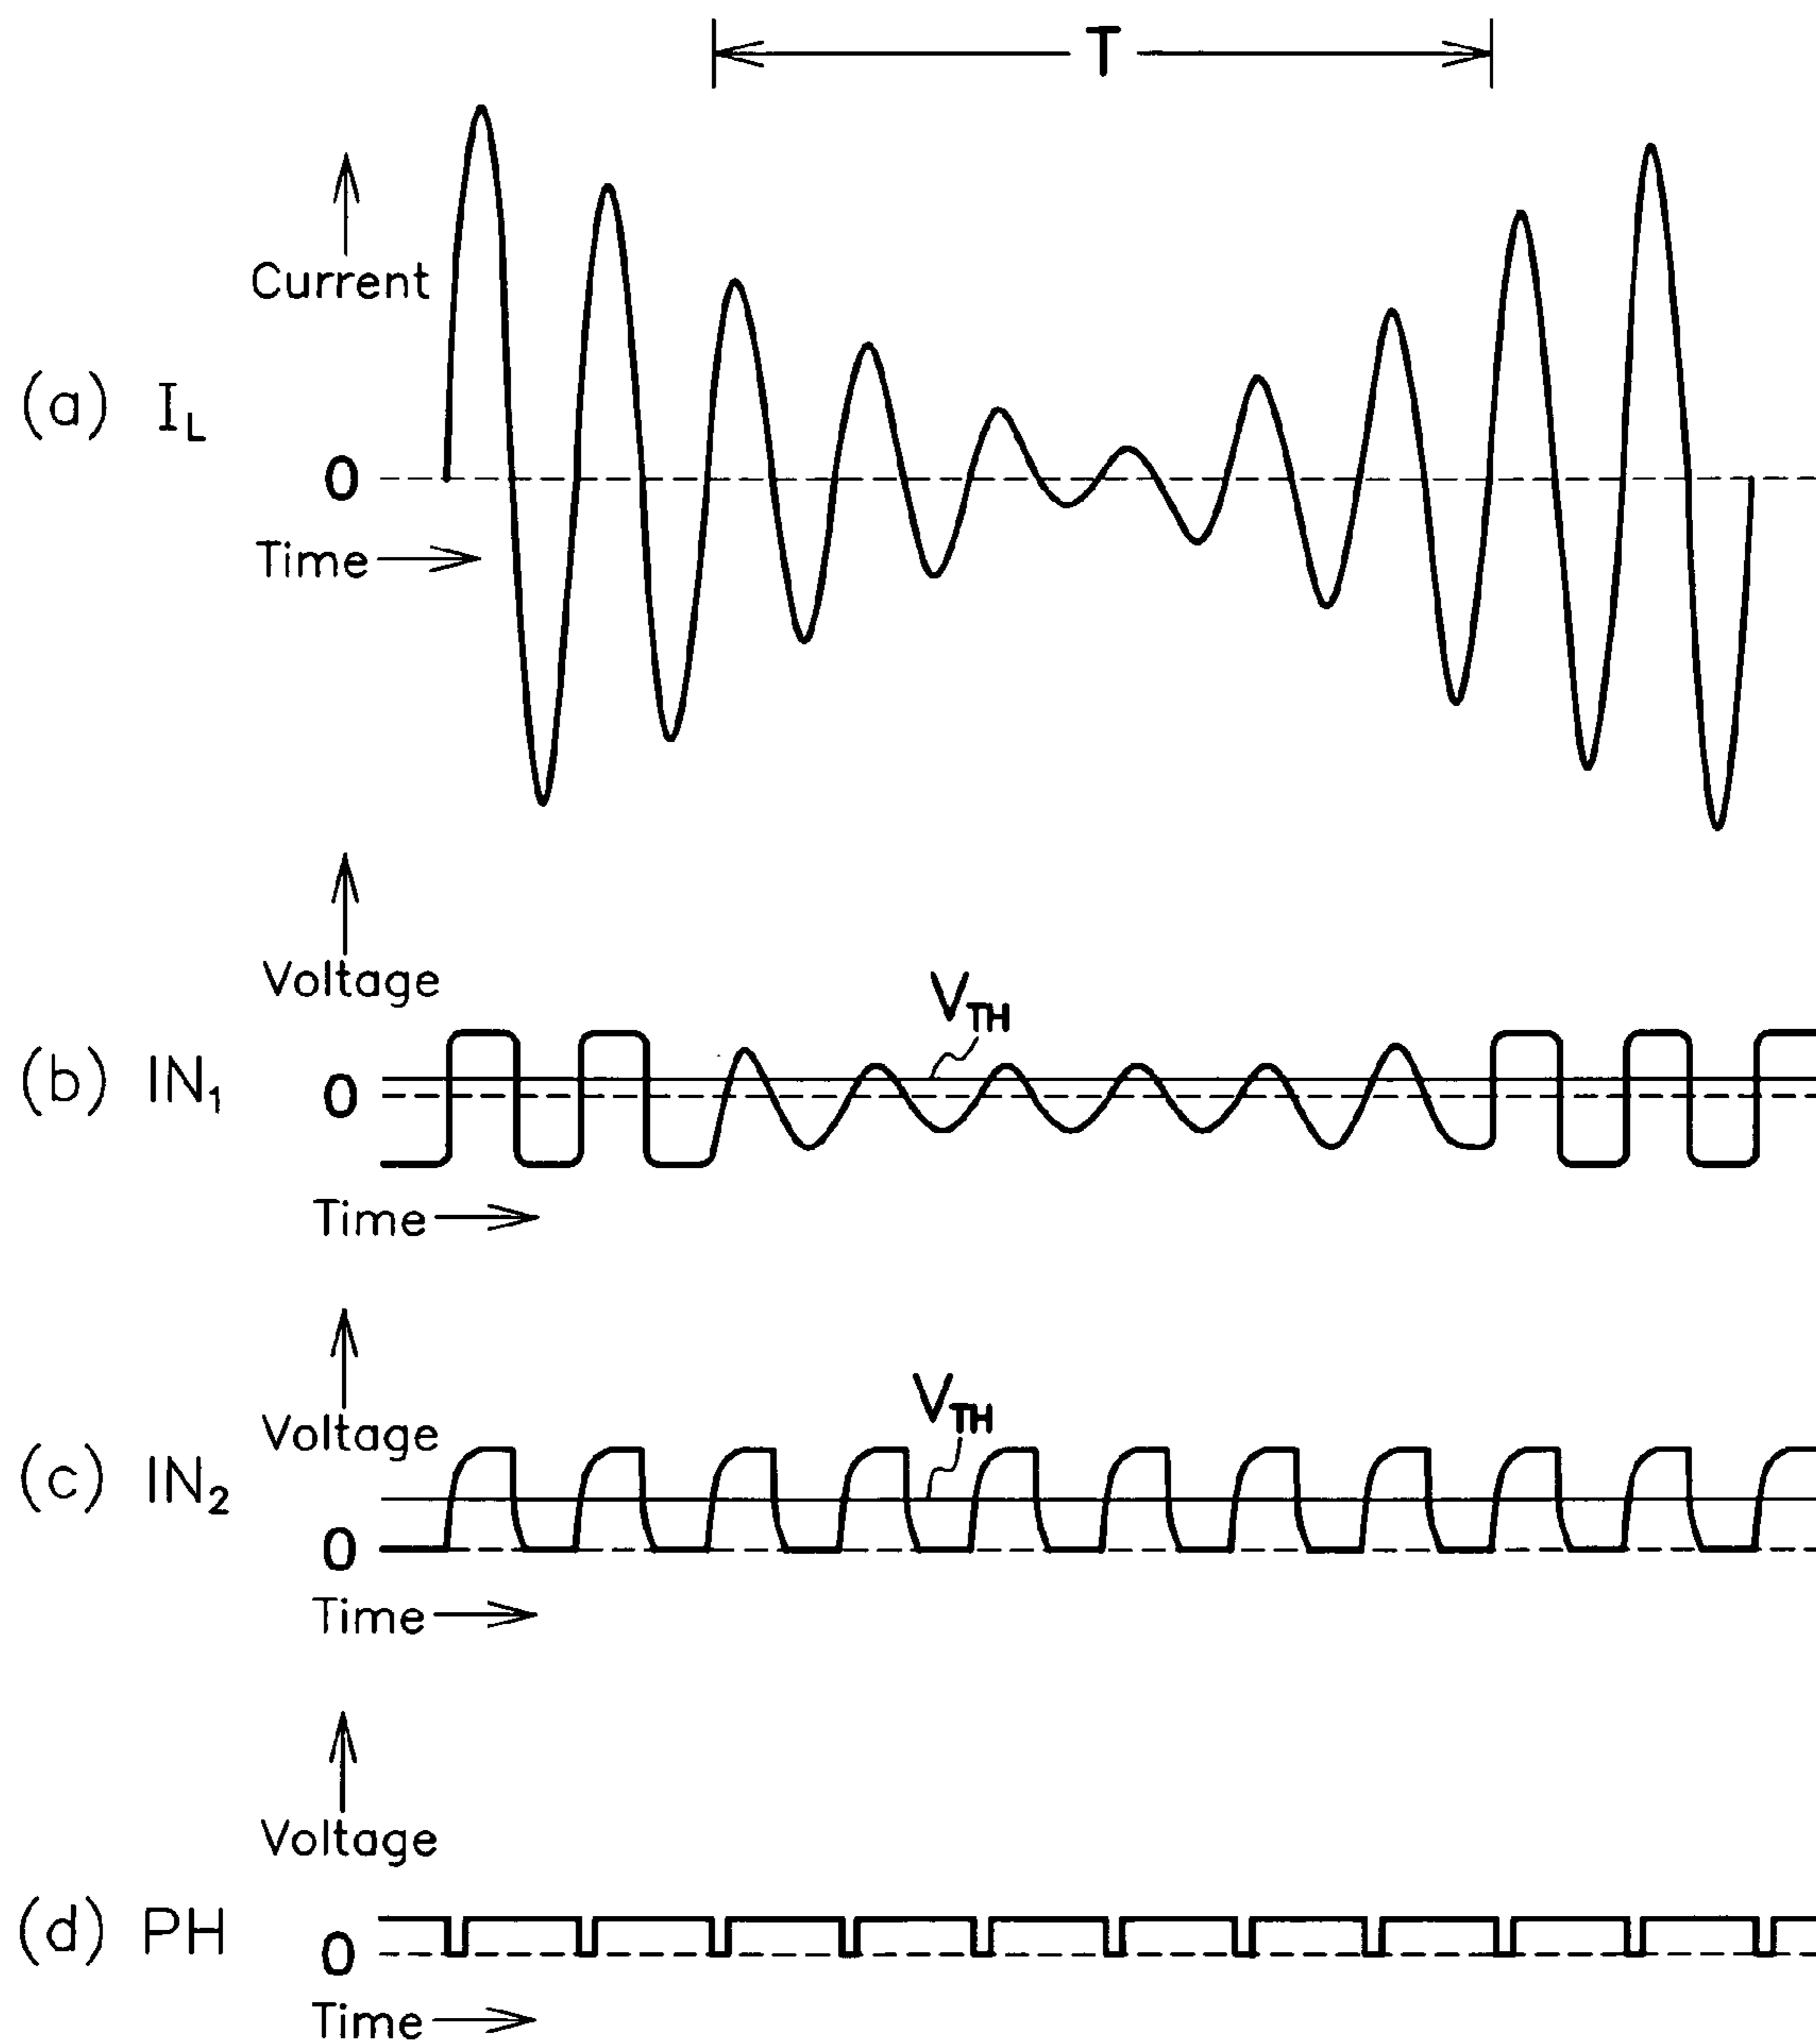 T
Current
(a) I_L
0
Time
Voltage
V_TH
(b) IN_1
0
Time
V_TH
Voltage
(c) IN_2
0
Time
Voltage
(d) PH
0
Time